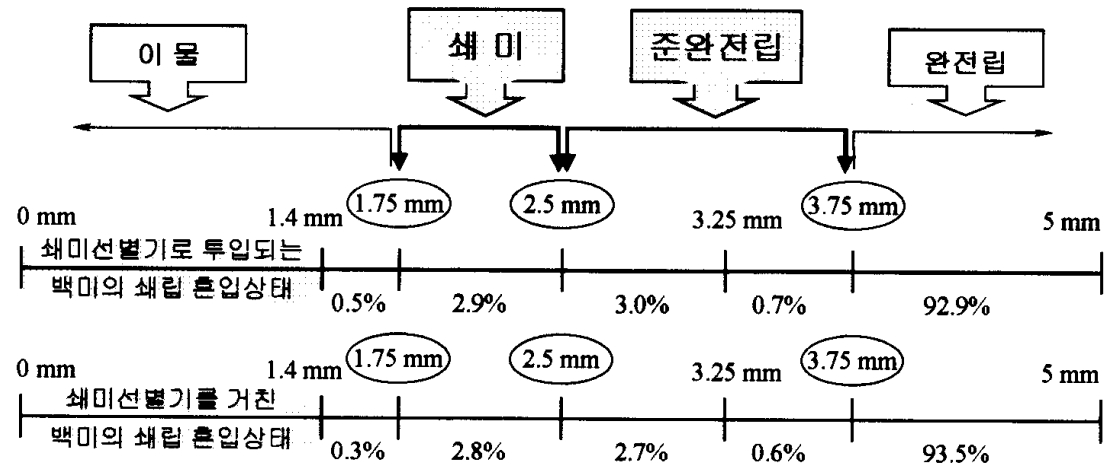 이 물 쇄 미 준완전립 완전립
1.75 mm 2.5 mm 3.75 mm
0 mm 1.4 mm 3.25 mm 5 mm
쇄미선별기로 투입되는
백미의 쇄립 혼입상태
0.5% 2.9% 3.0% 0.7% 92.9%
1.75 mm 2.5 mm 3.75 mm
0 mm 1.4 mm 3.25 mm 5 mm
쇄미선별기를 거친
백미의 쇄립 혼입상태
0.3% 2.8% 2.7% 0.6% 93.5%